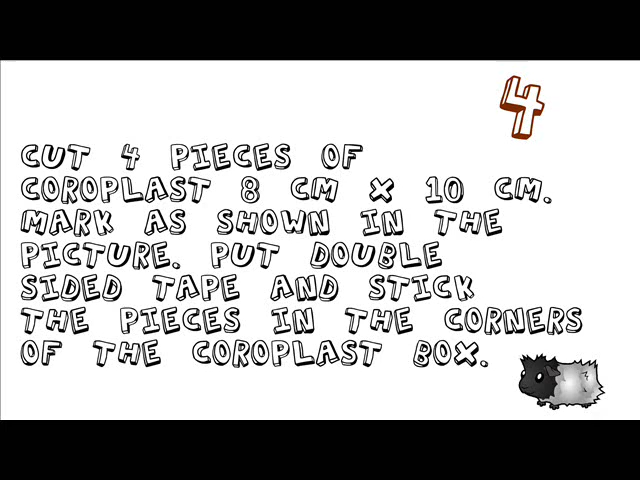 4
CUT 4 PIECES OF
COROPLAST 8 CM X 10 CM.
MARK AS SHOWN IN THE
PICTURE. PUT DOUBLE
SIDED TAPE AND STICK
THE PIECES IN THE CORNERS
OF THE COROPLAST BOX.